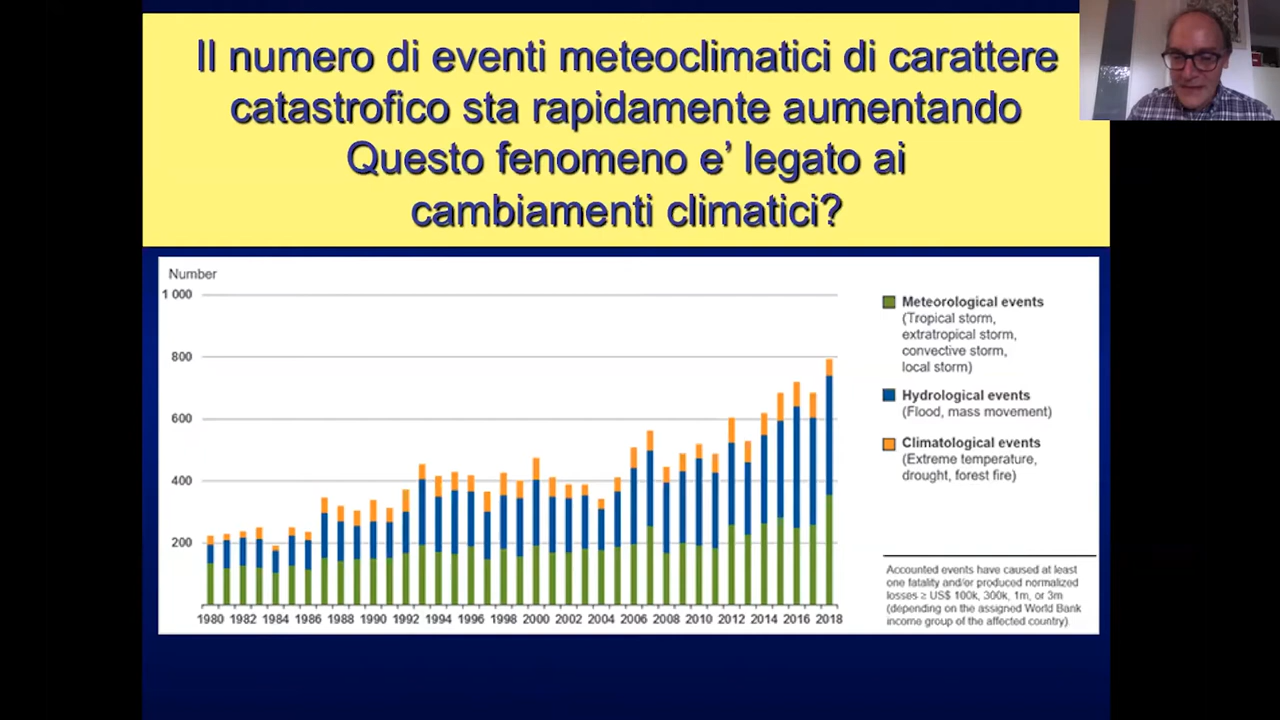 Il numero di eventi meteoclimatici di carattere
catastrofico sta rapidamente aumentando
Questo fenomeno e' legato ai
cambiamenti climatici?
Number
1 000
800
600
400
200
1980 1982 1984 1986 1988 1990 1992 1994 1996 1998 2000 2002 2004 2006 2008 2010 2012 2014 2016 2018
Meteorological events
(Tropical storm,
extratropical storm,
convective storm,
local storm)
Hydrological events
(Flood, mass movement)
Climatological events
(Extreme temperature,
drought, forest fire)
Accounted events have caused at least
one fatality and/or produced normalized
losses ≥ US$ 100k, 300k, 1m, or 3m
(depending on the assigned World Bank
income group of the affected country)